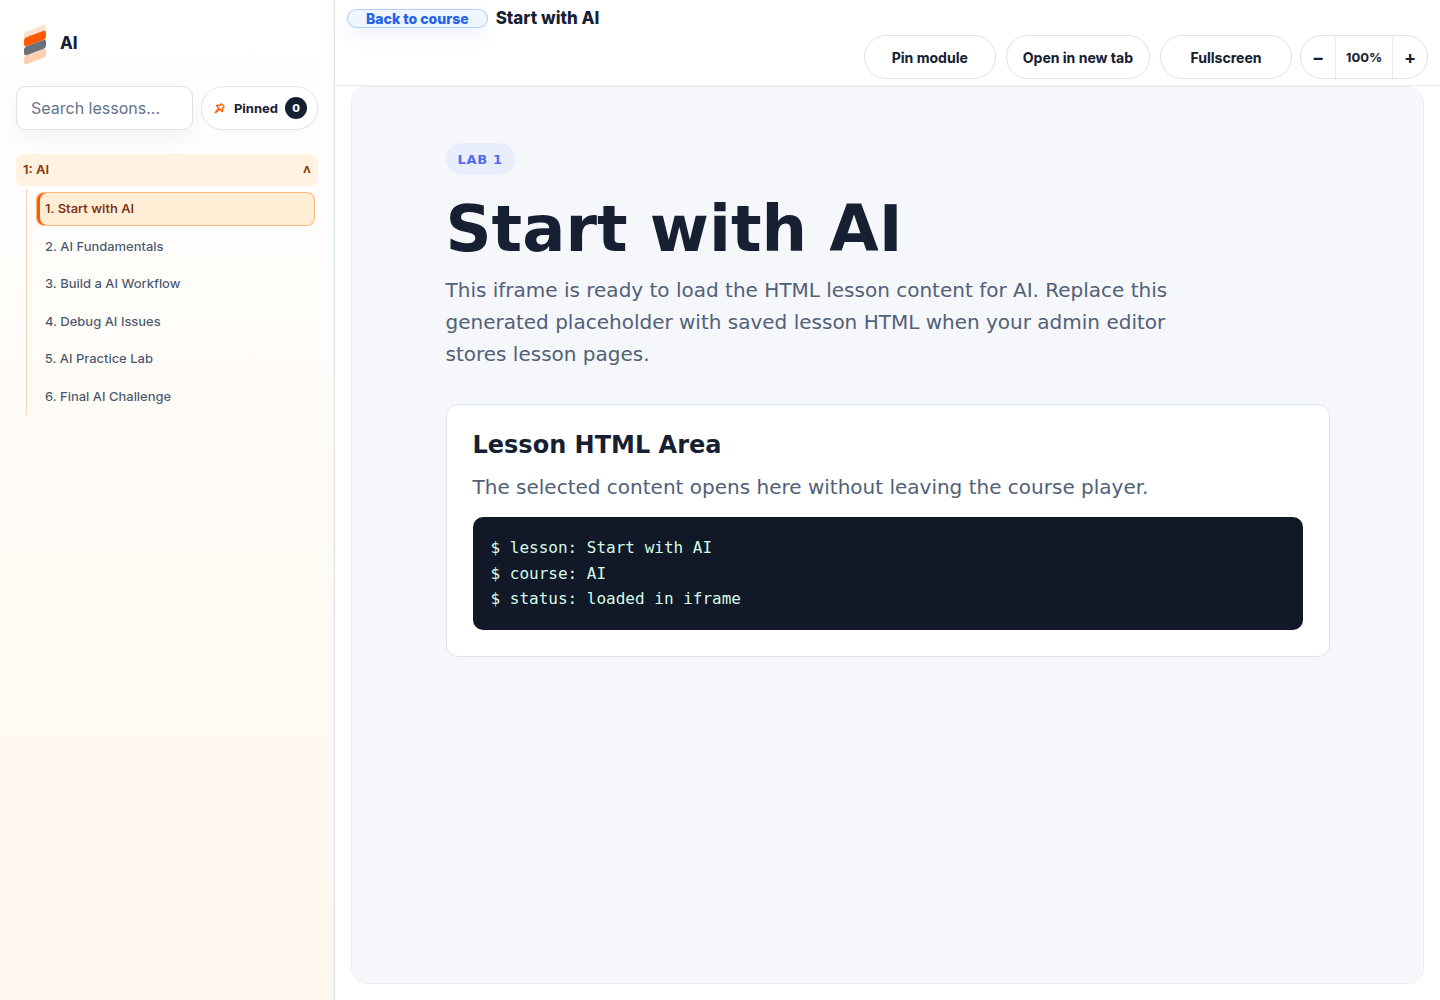 AI
Search lessons...
Pinned 0
1: AI
1. Start with AI
2. AI Fundamentals
3. Build a AI Workflow
4. Debug AI Issues
5. AI Practice Lab
6. Final AI Challenge
Back to course Start with AI
Pin module Open in new tab Fullscreen − 100% +
LAB 1
Start with AI
This iframe is ready to load the HTML lesson content for AI. Replace this
generated placeholder with saved lesson HTML when your admin editor
stores lesson pages.
Lesson HTML Area
The selected content opens here without leaving the course player.
$ lesson: Start with AI
$ course: AI
$ status: loaded in iframe